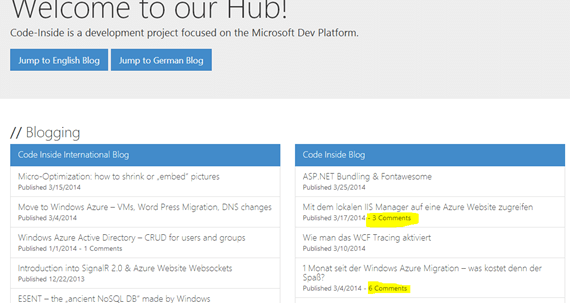 Welcome to our Hub!
Code-Inside is a development project focused on the Microsoft Dev Platform.
Jump to English Blog
Jump to German Blog
// Blogging
Code Inside International Blog
Micro-Optimization: how to shrink or „embed“ pictures
Published 3/15/2014
Move to Windows Azure – VMs, Word Press Migration, DNS changes
Published 3/4/2014
Windows Azure Active Directory – CRUD for users and groups
Published 1/1/2014 - 1 Comments
Introduction into SignalR 2.0 & Azure Website Websockets
Published 12/22/2013
ESENT – the „ancient NoSQL DB“ made by Windows
Code Inside Blog
ASP.NET Bundling & Fontawesome
Published 3/25/2014
Mit dem lokalen IIS Manager auf eine Azure Website zugreifen
Published 3/17/2014 - 3 Comments
Wie man das WCF Tracing aktiviert
Published 3/10/2014
1 Monat seit der Windows Azure Migration – was kostet denn der
Spaß?
Published 3/4/2014 - 6 Comments